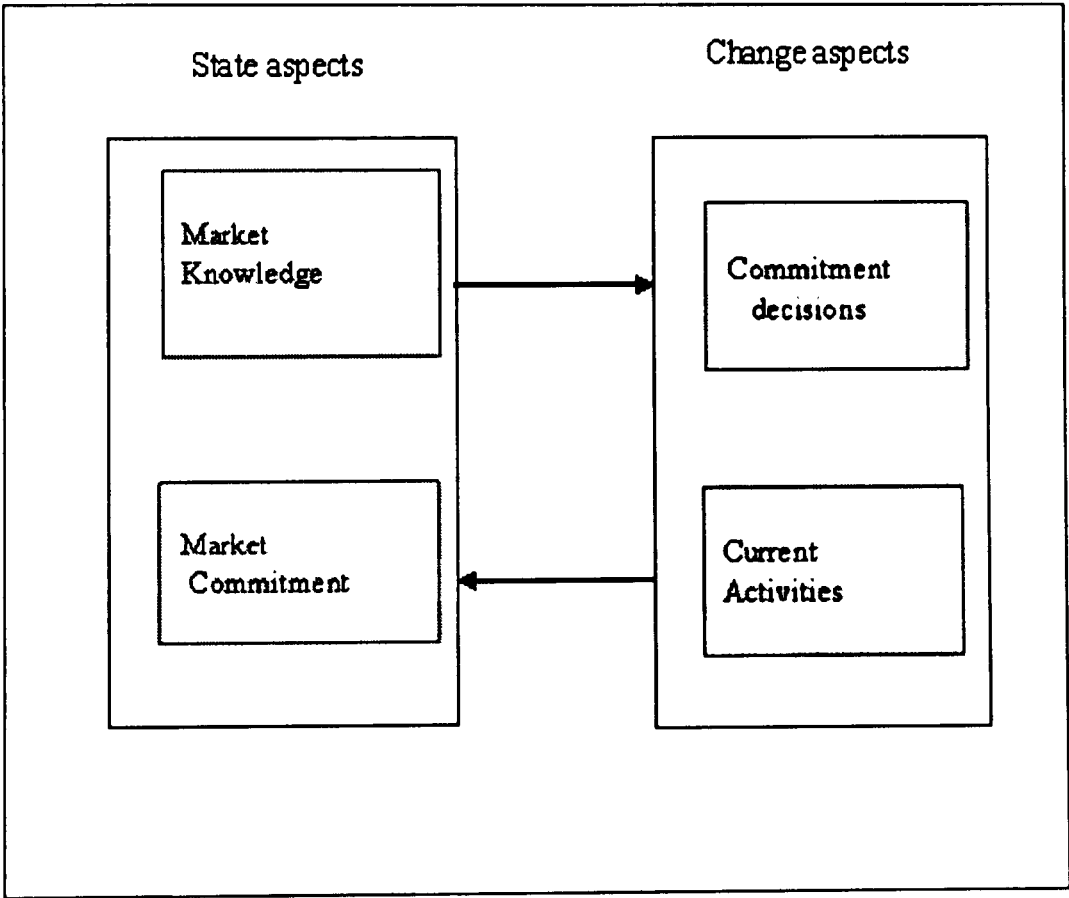 State aspects
Change aspects
Market
Knowledge
Commitment
decisions
Market
Commitment
Current
Activities